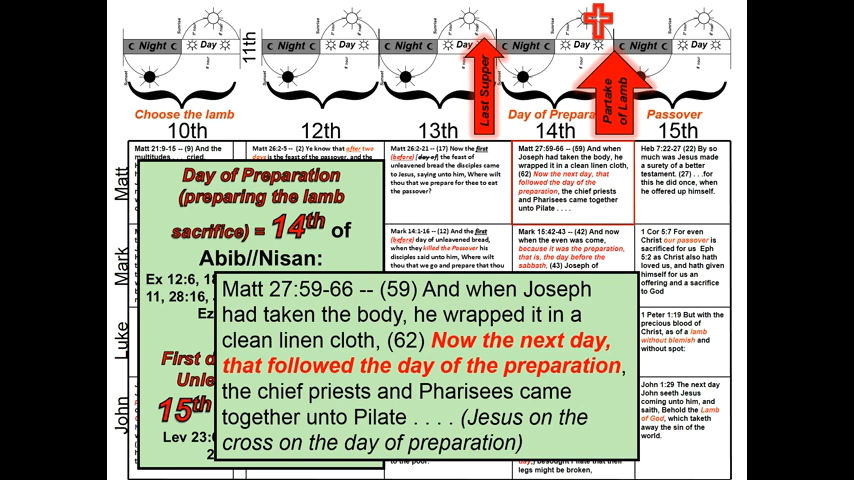 Night Day
11th
Night Day
Night Day
Night Day
Night Day
Sunrise
Sunset
6 hour
Last Supper
Partake of Lamb
Choose the lamb
Day of Prepara
Passover
10th
12th
13th
14th
15th
Matt
Matt 21:9-15 -- (9) And the
multitudes . . . cried,
Matt 26:2-5 -- (2) Ye know that after two
days is the feast of the passover, and the
Matt 26:2-21 -- (17) Now the first
(before) [day of] the feast of
unleavened bread the disciples came
to Jesus, saying unto him, Where wilt
thou that we prepare for thee to eat
the passover?
Matt 27:59-66 -- (59) And when
Joseph had taken the body, he
wrapped it in a clean linen cloth,
(62) Now the next day, that
followed the day of the
preparation, the chief priests
and Pharisees came together
unto Pilate . . . .
Heb 7:22-27 (22) By so
much was Jesus made
a surety of a better
testament. (27) . . .for
this he did once, when
he offered up himself.
Mark
Mark 14:1-16 -- (12) And the first
(before) day of unleavened bread,
when they killed the Passover his
disciples said unto him, Where wilt
thou that we go and prepare that thou
Mark 15:42-43 -- (42) And now
when the even was come,
because it was the preparation,
that is, the day before the
sabbath, (43) Joseph of
1 Cor 5:7 For even
Christ our passover is
sacrificed for us Eph
5:2 as Christ also hath
loved us, and hath given
himself for us an
offering and a sacrifice
to God
Luke
1 Peter 1:19 But with the
precious blood of
Christ, as of a lamb
without blemish and
without spot:
John
John 1:29 The next day
John seeth Jesus
coming unto him, and
saith, Behold the Lamb
of God, which taketh
away the sin of the
world.
to the poor.
day,) besought Pilate that their
legs might be broken,
Day of Preparation
(preparing the lamb
sacrifice) = 14th of
Abib//Nisan:
Ex 12:6, 18
11, 28:16,
Ez
First d
Unle
15th
Lev 23:
2
Matt 27:59-66 -- (59) And when Joseph
had taken the body, he wrapped it in a
clean linen cloth, (62) Now the next day,
that followed the day of the preparation,
the chief priests and Pharisees came
together unto Pilate . . . . (Jesus on the
cross on the day of preparation)